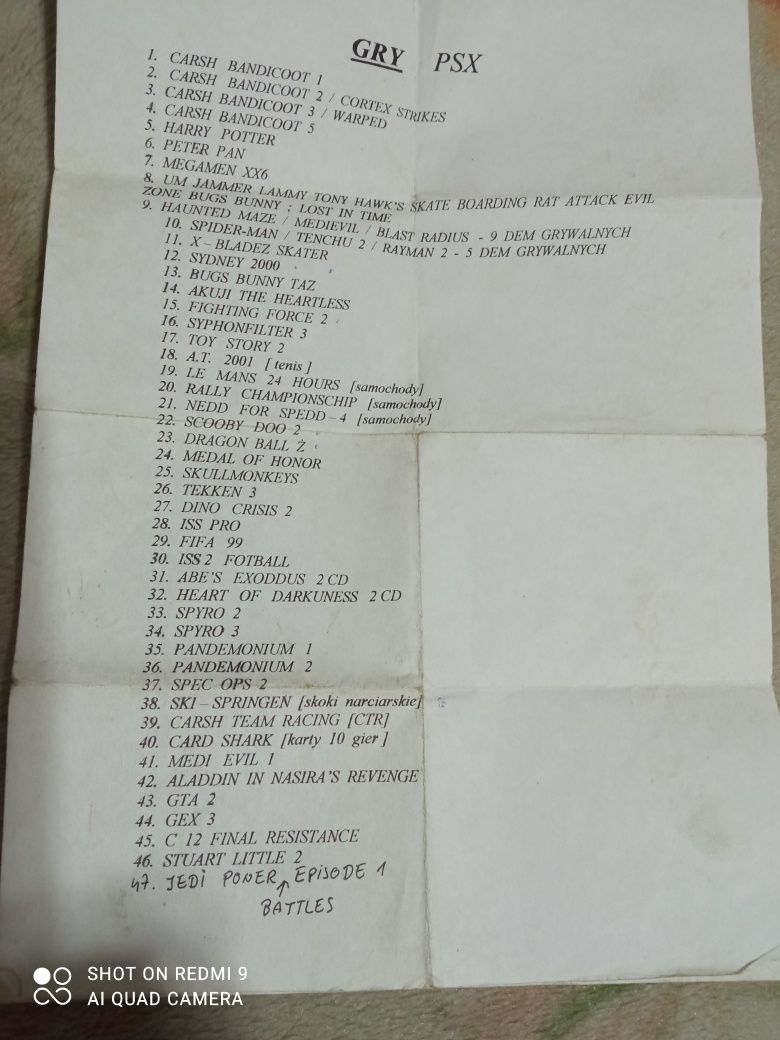 GRY PSX
1. CARSH BANDICOOT 1
2. CARSH BANDICOOT 2 / CORTEX STRIKES
3. CARSH BANDICOOT 3 / WARPED
4. CARSH BANDICOOT 5
5. HARRY POTTER
6. PETER PAN
7. MEGAMEN XX6
8. UM JAMMER LAMMY TONY HAWK'S SKATE BOARDING RAT ATTACK EVIL
ZONE BUGS BUNNY : LOST IN TIME
9. HAUNTED MAZE / MEDIEVIL / BLAST RADIUS - 9 DEM GRYWALNYCH
10. SPIDER-MAN / TENCHU 2 / RAYMAN 2 - 5 DEM GRYWALNYCH
11. X – BLADEZ SKATER
12. SYDNEY 2000
13. BUGS BUNNY TAZ
14. AKUJI THE HEARTLESS
15. FIGHTING FORCE 2
16. SYPHONFILTER 3
17. TOY STORY 2
18. A.T. 2001 [ tenis ]
19. LE MANS 24 HOURS [samochody]
20. RALLY CHAMPIONSCHIP [samochody]
21. NEDD FOR SPEDD – 4 [samochody]
22. SCOOBY DOO 2
23. DRAGON BALL Z
24. MEDAL OF HONOR
25. SKULLMONKEYS
26. TEKKEN 3
27. DINO CRISIS 2
28. ISS PRO
29. FIFA 99
30. ISS 2 FOTBALL
31. ABE'S EXODDUS 2 CD
32. HEART OF DARKUNESS 2 CD
33. SPYRO 2
34. SPYRO 3
35. PANDEMONIUM 1
36. PANDEMONIUM 2
37. SPEC OPS 2
38. SKI – SPRINGEN [skoki narciarskie]
39. CARSH TEAM RACING [CTR]
40. CARD SHARK [karty 10 gier ]
41. MEDI EVIL 1
42. ALADDIN IN NASIRA'S REVENGE
43. GTA 2
44. GEX 3
45. C 12 FINAL RESISTANCE
46. STUART LITTLE 2
47. JEDI POWER EPISODE 1
BATTLES
SHOT ON REDMI 9
AI QUAD CAMERA